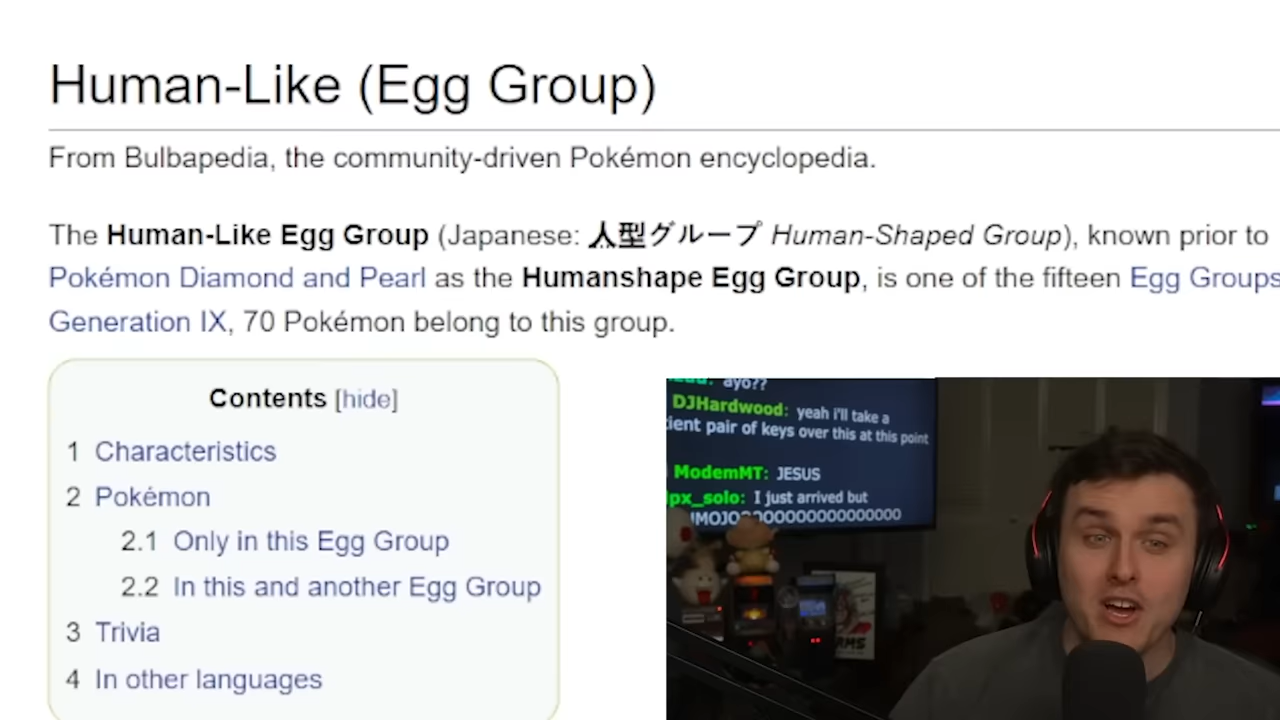 Human-Like (Egg Group)
From Bulbapedia, the community-driven Pokémon encyclopedia.
The Human-Like Egg Group (Japanese: 人型グループ Human-Shaped Group), known prior to
Pokémon Diamond and Pearl as the Humanshape Egg Group, is one of the fifteen Egg Groups
Generation IX, 70 Pokémon belong to this group.
Contents [hide]
1 Characteristics
2 Pokémon
2.1 Only in this Egg Group
2.2 In this and another Egg Group
3 Trivia
4 In other languages
ayo??
DJHardwood: yeah i'll take a
pair of keys over this at this point
ModemMT: JESUS
px_solo: I just arrived but